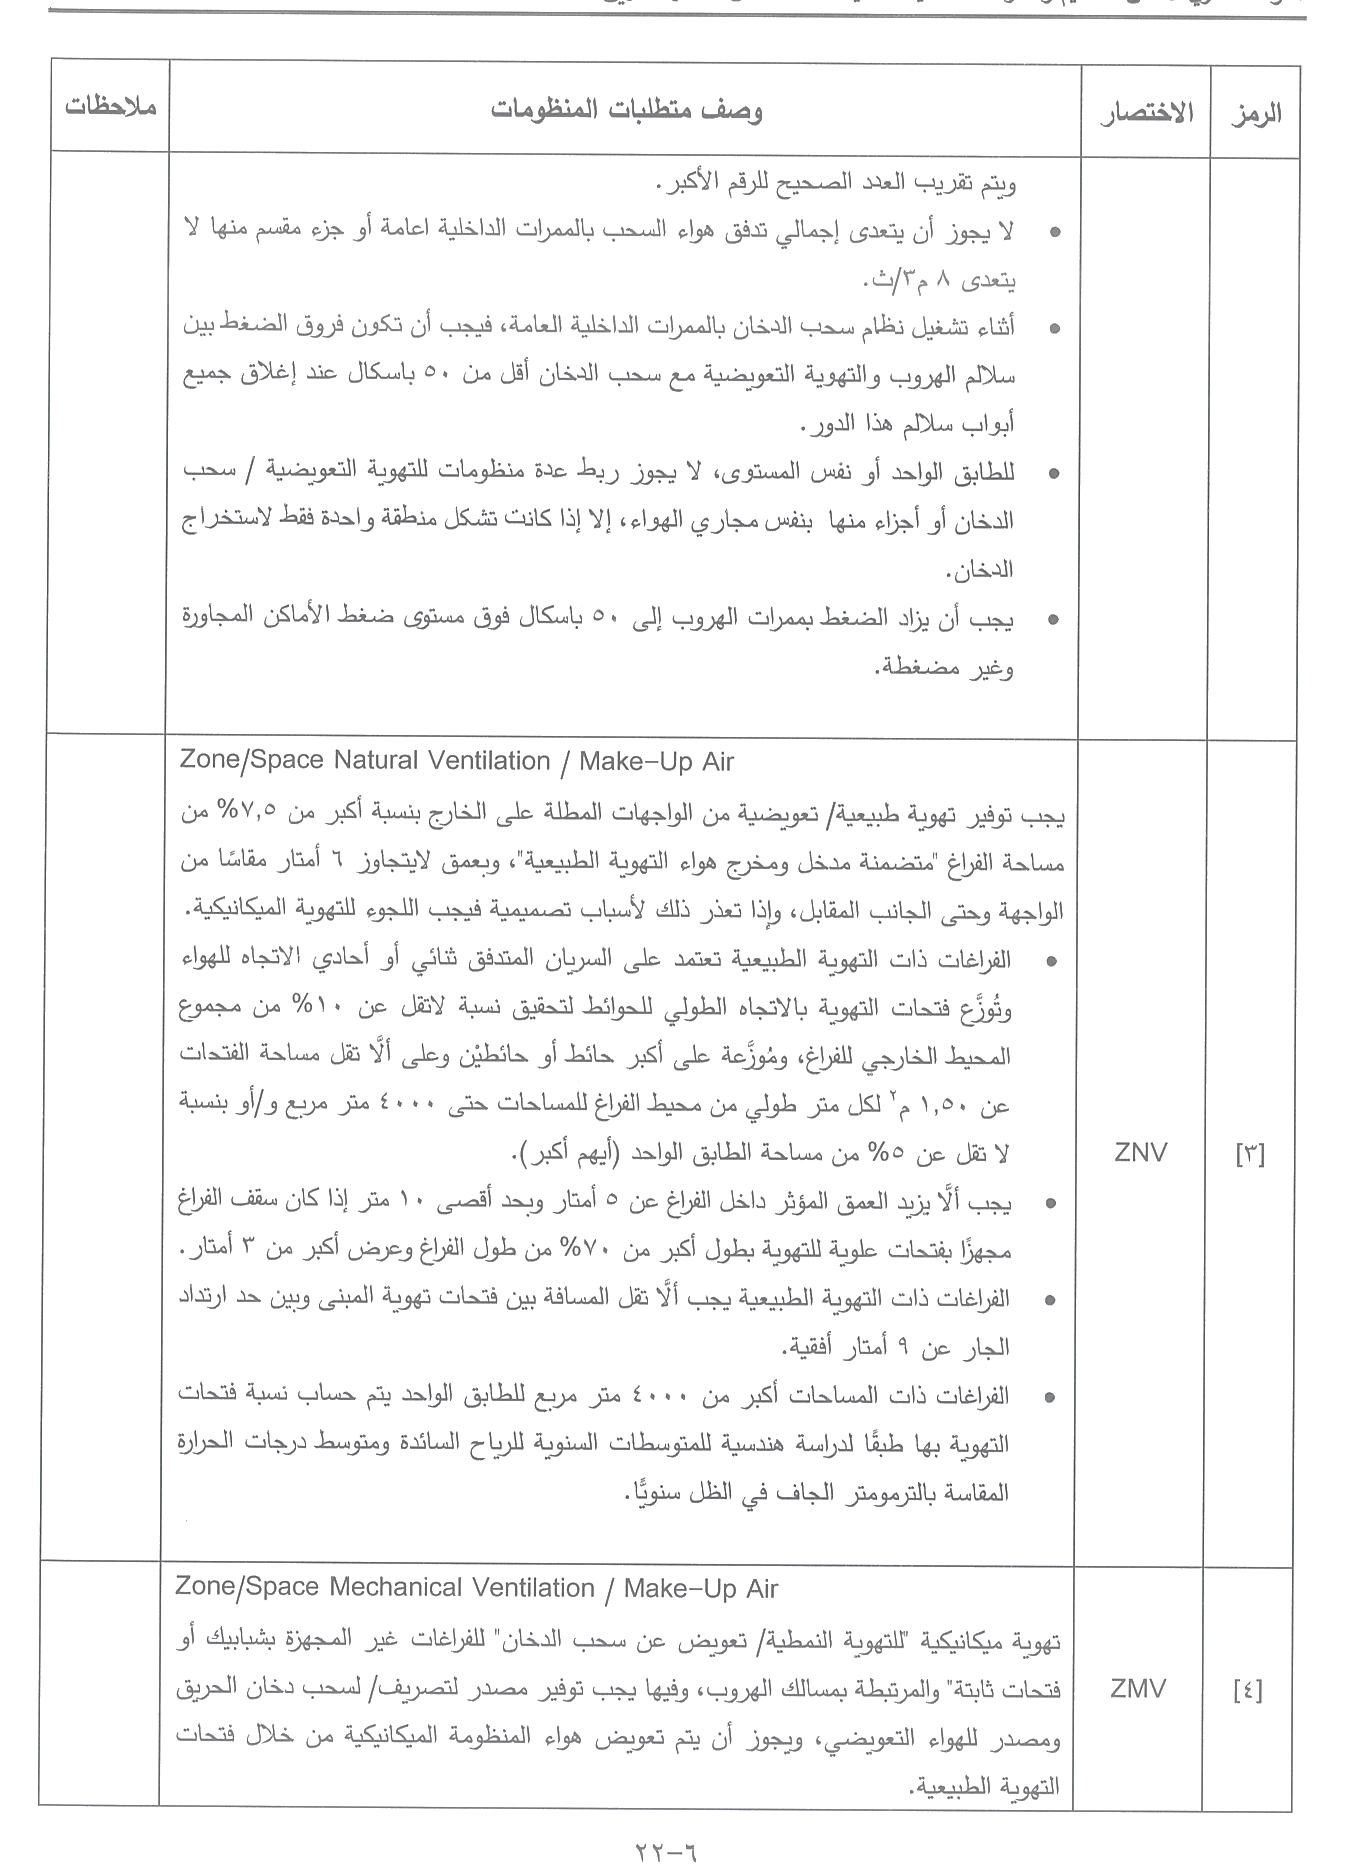 الرمز الاختصار وصف متطلبات المنظومات ملاحظات
ويتم تقريب العدد الصحيح للرقم الأكبر.
• لا يجوز أن يتعدى إجمالي تدفق هواء السحب بالممرات الداخلية اعامة أو جزء مقسم منها لا
يتعدى ٨ م٣/ث.
• أثناء تشغيل نظام سحب الدخان بالممرات الداخلية العامة، فيجب أن تكون فروق الضغط بين
سلالم الهروب والتهوية التعويضية مع سحب الدخان أقل من ٥٠ باسكال عند إغلاق جميع
أبواب سلالم هذا الدور.
• للطابق الواحد أو نفس المستوى، لا يجوز ربط عدة منظومات للتهوية التعويضية / سحب
الدخان أو أجزاء منها بنفس مجاري الهواء، إلا إذا كانت تشكل منطقة واحدة فقط لاستخراج
الدخان.
• يجب أن يزاد الضغط بممرات الهروب إلى ٥٠ باسكال فوق مستوى ضغط الأماكن المجاورة
وغير مضغطة.
Zone/Space Natural Ventilation / Make-Up Air
يجب توفير تهوية طبيعية/ تعويضية من الواجهات المطلة على الخارج بنسبة أكبر من ٧,٥% من
مساحة الفراغ "متضمنة مدخل ومخرج هواء التهوية الطبيعية"، وبعمق لايتجاوز ٦ أمتار مقاسًا من
الواجهة وحتى الجانب المقابل، وإذا تعذر ذلك لأسباب تصميمية فيجب اللجوء للتهوية الميكانيكية.
• الفراغات ذات التهوية الطبيعية تعتمد على السريان المتدفق ثنائي أو أحادي الاتجاه للهواء
وتُوزَّع فتحات التهوية بالاتجاه الطولي للحوائط لتحقيق نسبة لاتقل عن ١٠% من مجموع
المحيط الخارجي للفراغ، ومُوزَّعة على أكبر حائط أو حائطيْن وعلى ألَّا تقل مساحة الفتحات
عن ١,٥٠ م٢ لكل متر طولي من محيط الفراغ للمساحات حتى ٤٠٠٠ متر مربع و/أو بنسبة
لا تقل عن ٥% من مساحة الطابق الواحد (أيهم أكبر).
[٣] ZNV
• يجب ألَّا يزيد العمق المؤثر داخل الفراغ عن ٥ أمتار وبحد أقصى ١٠ متر إذا كان سقف الفراغ
مجهزًا بفتحات علوية للتهوية بطول أكبر من ٧٠% من طول الفراغ وعرض أكبر من ٣ أمتار.
• الفراغات ذات التهوية الطبيعية يجب ألَّا تقل المسافة بين فتحات تهوية المبنى وبين حد ارتداد
الجار عن ٩ أمتار أفقية.
• الفراغات ذات المساحات أكبر من ٤٠٠٠ متر مربع للطابق الواحد يتم حساب نسبة فتحات
التهوية بها طبقًا لدراسة هندسية للمتوسطات السنوية للرياح السائدة ومتوسط درجات الحرارة
المقاسة بالترمومتر الجاف في الظل سنويًّا.
Zone/Space Mechanical Ventilation / Make-Up Air
تهوية ميكانيكية "للتهوية النمطية/ تعويض عن سحب الدخان" للفراغات غير المجهزة بشبابيك أو
فتحات ثابتة" والمرتبطة بمسالك الهروب، وفيها يجب توفير مصدر لتصريف/ لسحب دخان الحريق
[٤] ZMV
ومصدر للهواء التعويضي، ويجوز أن يتم تعويض هواء المنظومة الميكانيكية من خلال فتحات
التهوية الطبيعية.
٦-٢٢